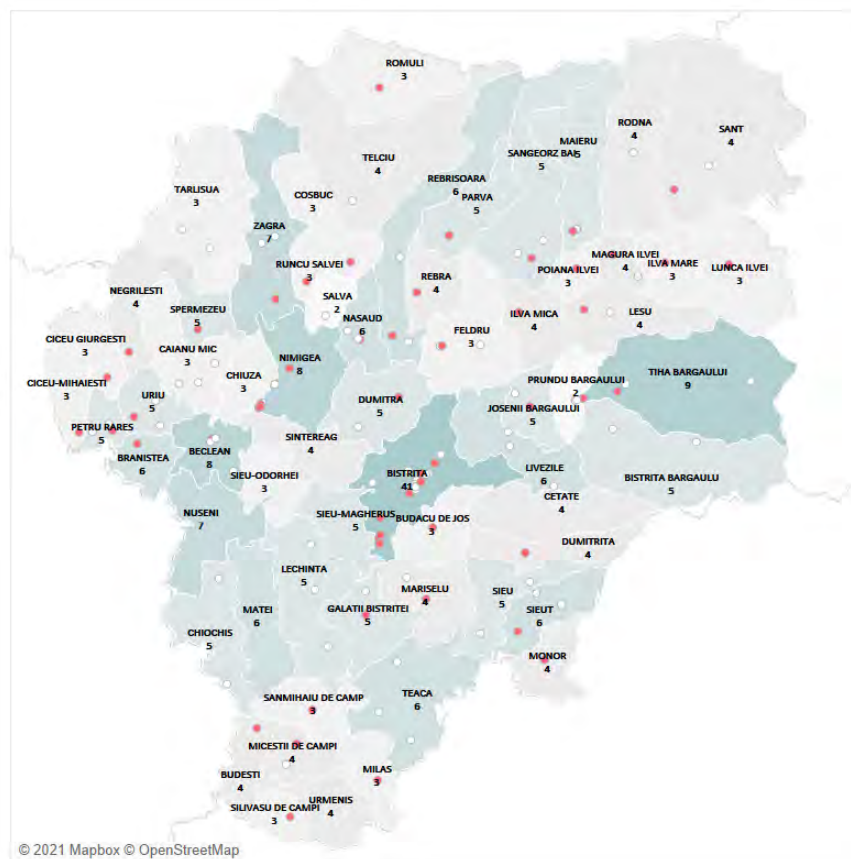 ROMULI
3
RODNA
4
SANT
4
MAIERU
5
SANGEORZ BAI
5
TELCIU
4
REBRISOARA
6
PARVA
5
TARLISUA
3
COSBUC
3
ZAGRA
7
RUNCU SALVEI
3
MAGURA ILVEI
4
ILVA MARE
3
LUNCA ILVEI
3
POIANA ILVEI
3
REBRA
4
NEGRILESTI
4
SALVA
2
SPERMEZEU
5
ILVA MICA
4
LESU
4
NASAUD
6
FELDRU
3
CICEU GIURGESTI
3
CAIANU MIC
3
NIMIGEA
8
TIHA BARGAULUI
9
CHIUZA
3
CICEU-MIHAIESTI
3
PRUNDU BARGAULUI
2
URIU
5
DUMITRA
5
JOSENII BARGAULUI
5
PETRU RARES
5
SINTEREAG
4
BECLEAN
8
BRANISTEA
6
LIVEZILE
6
BISTRITA
41
SIEU-ODORHEI
3
BISTRITA BARGAULU
5
CETATE
4
NUSENI
7
SIEU-MAGHERUS
5
BUDACU DE JOS
3
DUMITRITA
4
LECHINTA
5
MARISELU
4
SIEU
5
MATEI
6
GALATII BISTRITEI
5
SIEUT
6
CHIOCHIS
5
MONOR
4
SANMIHAIU DE CAMP
3
TEACA
6
MICESTII DE CAMPI
4
BUDESTI
4
MILAS
3
URMENIS
4
SILIVASU DE CAMPI
3
© 2021 Mapbox © OpenStreetMap